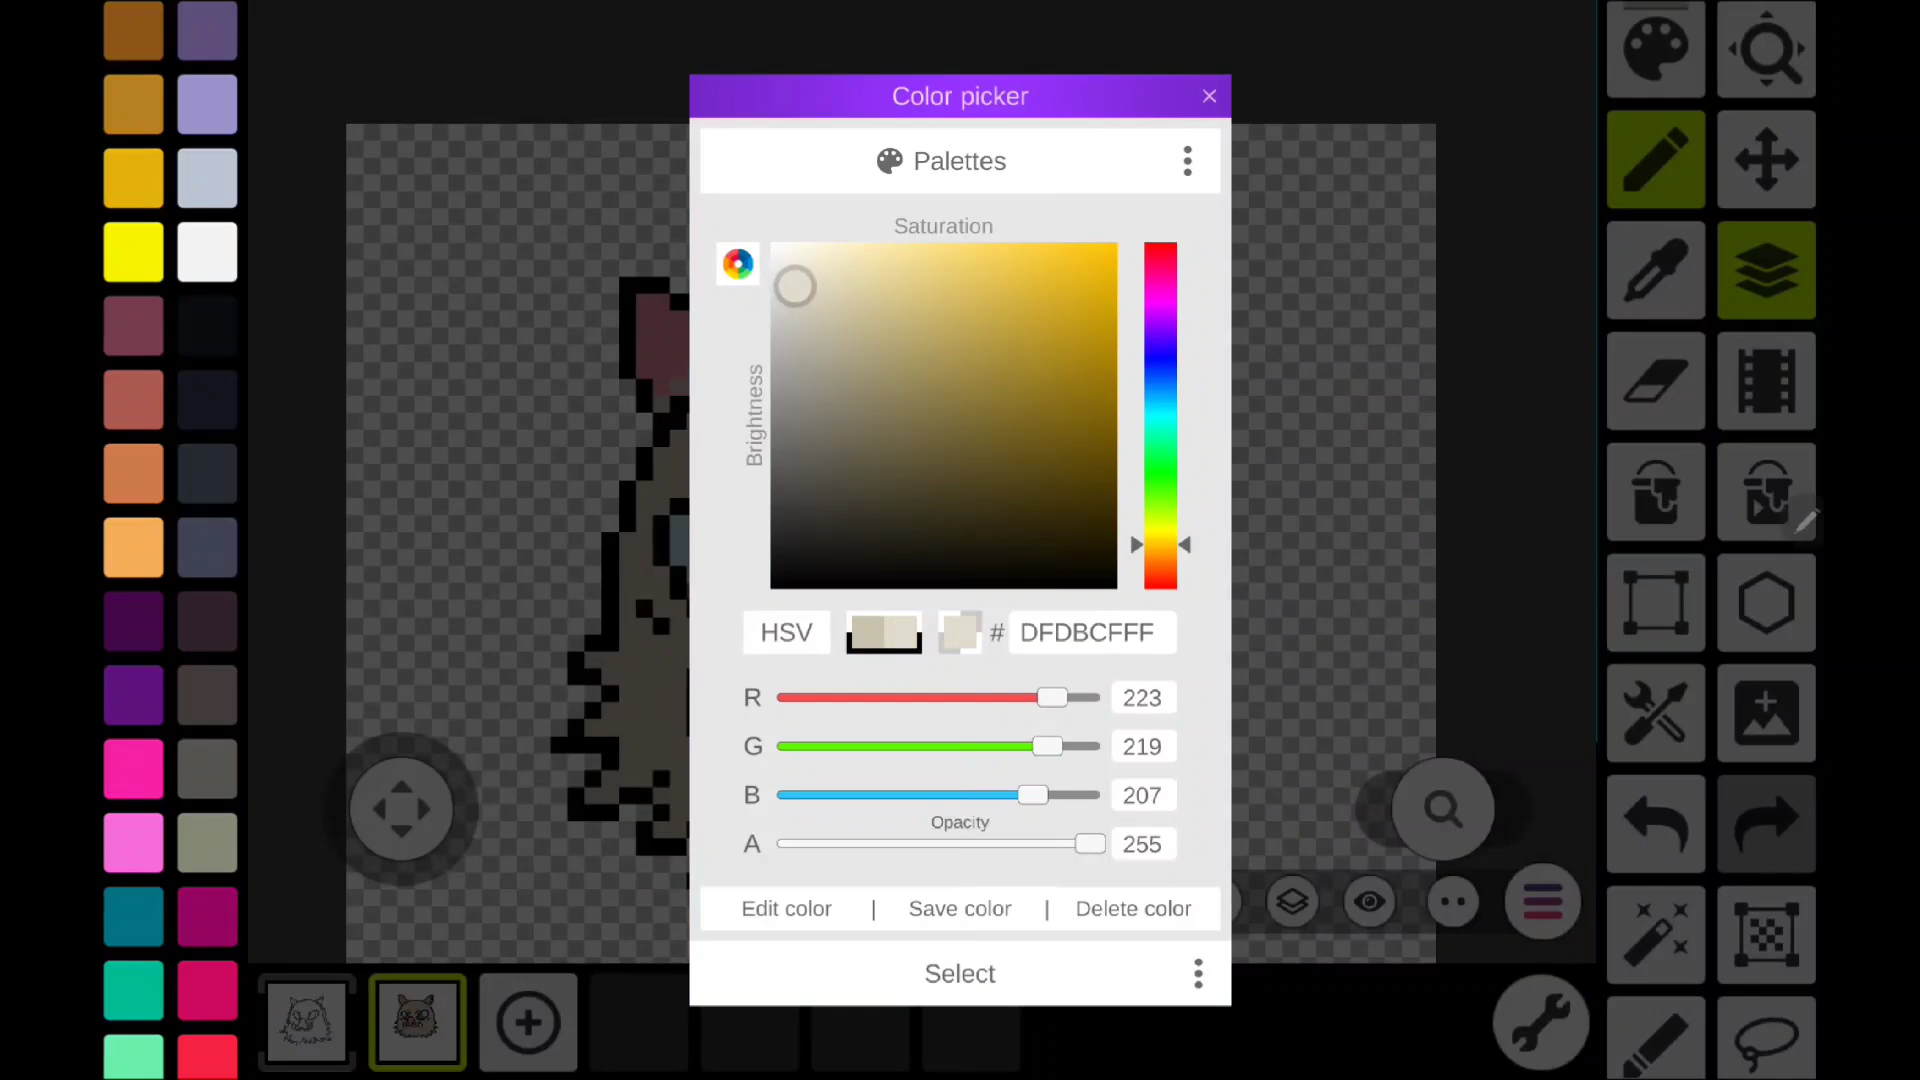 Color picker
Palettes
Saturation
Brightness
HSV
# DFDBCFFF
R 223
G 219
B 207
Opacity
A 255
Edit color | Save color | Delete color
Select